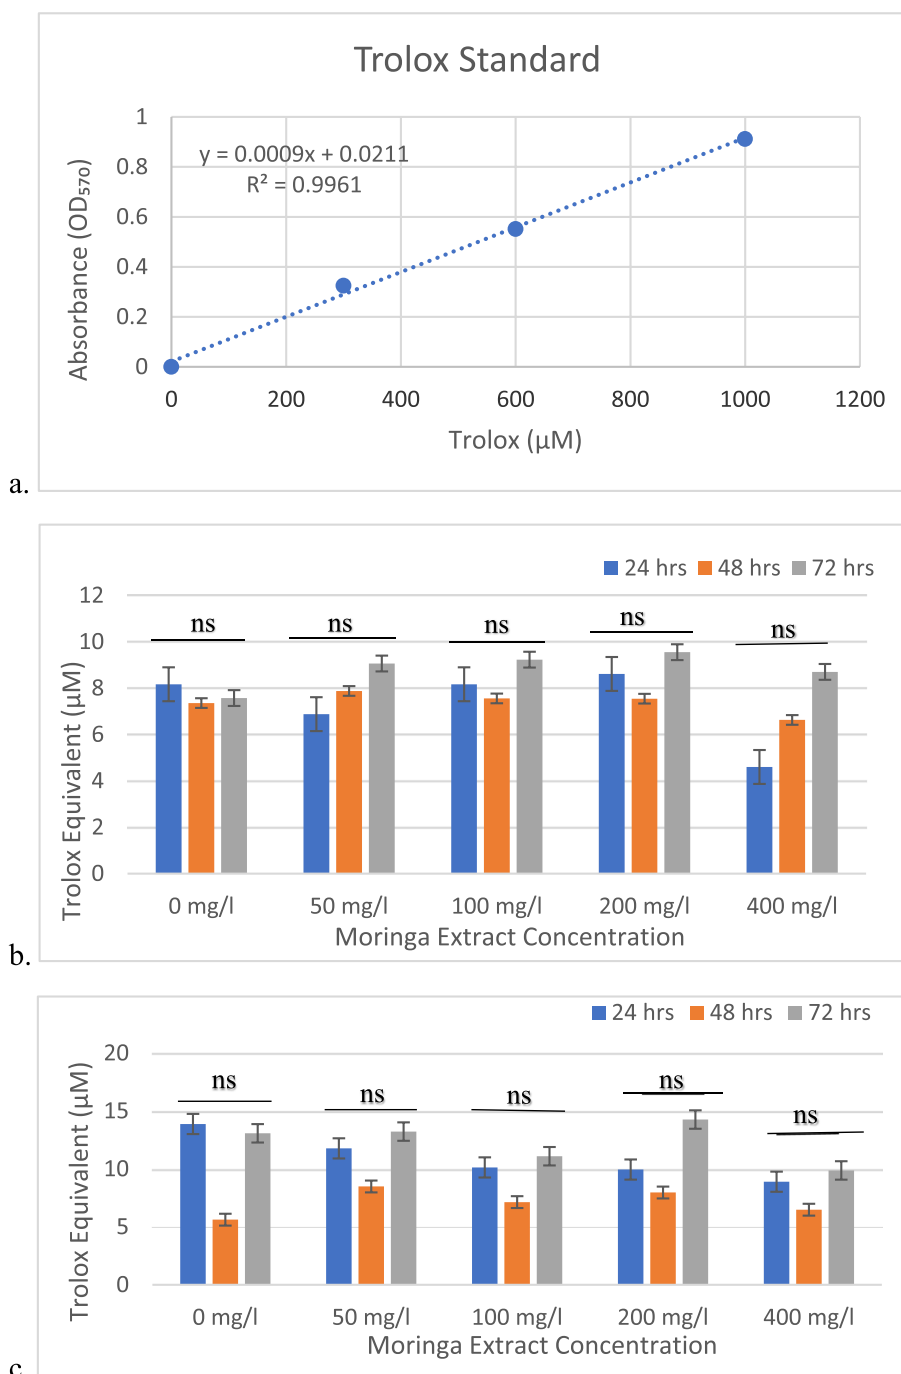 Trolox Standard
y = 0.0009x + 0.0211
R² = 0.9961
Absorbance (OD₅₇₀)
1
0.8
0.6
0.4
0.2
0
0 200 400 600 800 1000 1200
Trolox (µM)
a.
24 hrs 48 hrs 72 hrs
Trolox Equivalent (µM)
12
10
8
6
4
2
0
ns ns ns ns ns
0 mg/l 50 mg/l 100 mg/l 200 mg/l 400 mg/l
Moringa Extract Concentration
b.
24 hrs 48 hrs 72 hrs
Trolox Equivalent (µM)
20
15
10
5
0
ns ns ns ns ns
0 mg/l 50 mg/l 100 mg/l 200 mg/l 400 mg/l
Moringa Extract Concentration
c